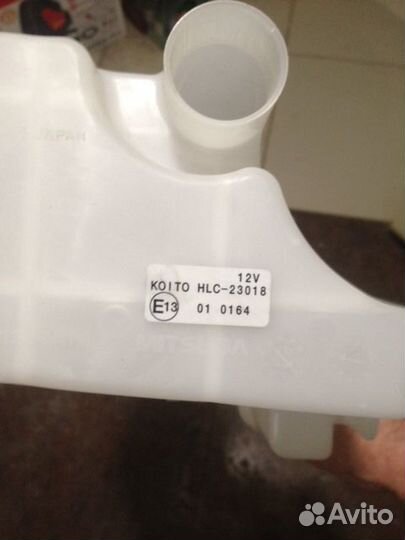 JAPAN
12V
KOITO HLC-23018
E13 01 0164
Avito